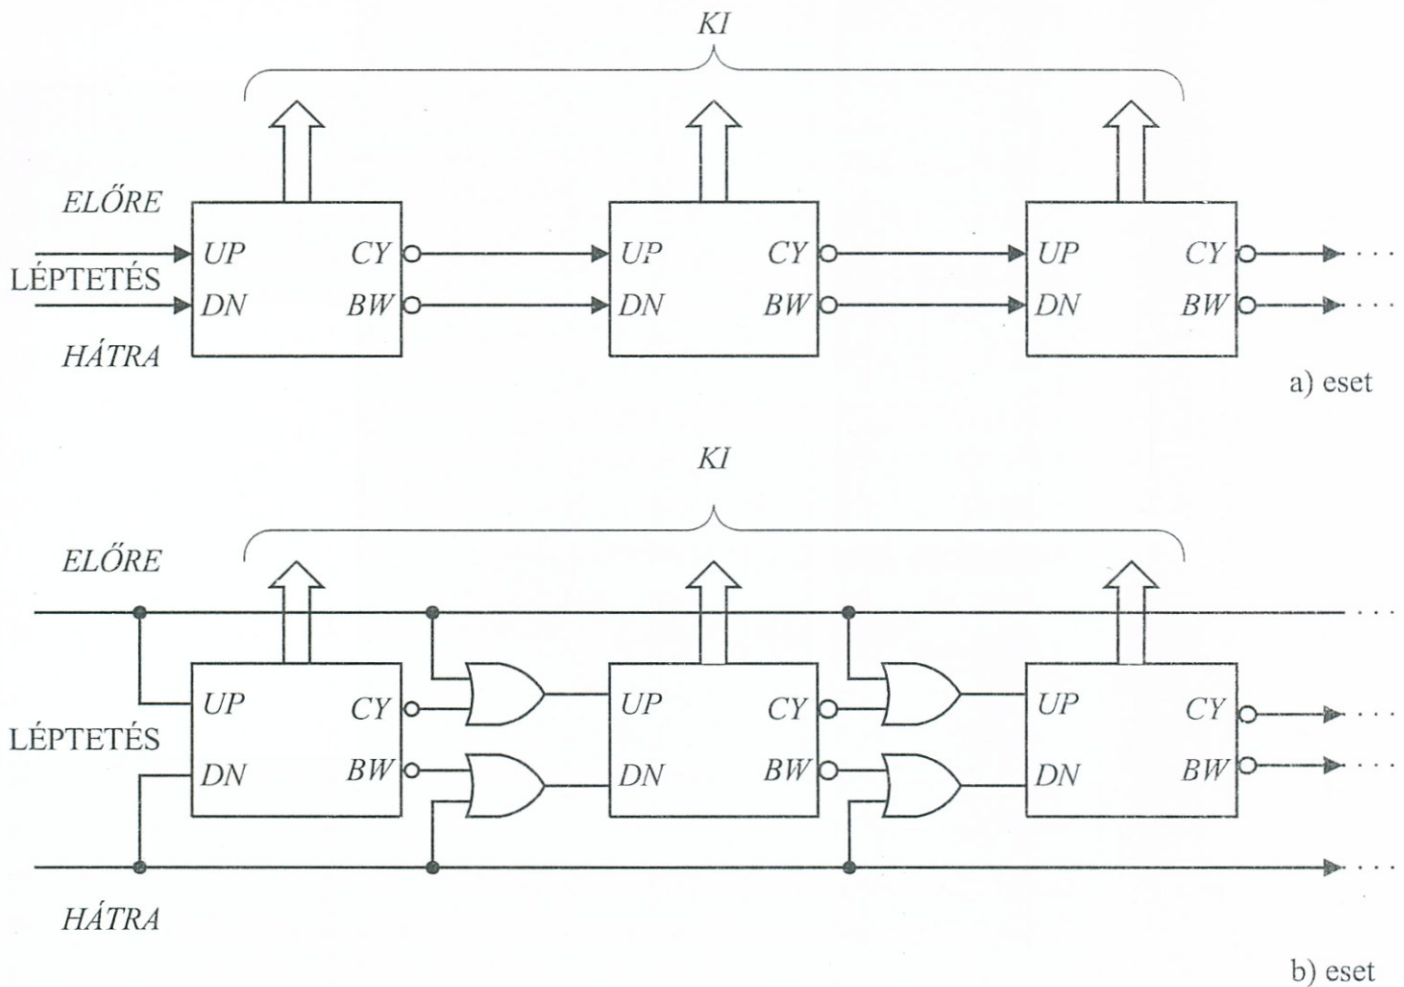 KI
ELŐRE
UP CY UP CY UP CY . . .
LÉPTETÉS
DN BW DN BW DN BW . . .
HÁTRA
a) eset
KI
ELŐRE
. . .
UP CY UP CY UP CY . . .
LÉPTETÉS
DN BW DN BW DN BW . . .
. . .
HÁTRA
b) eset